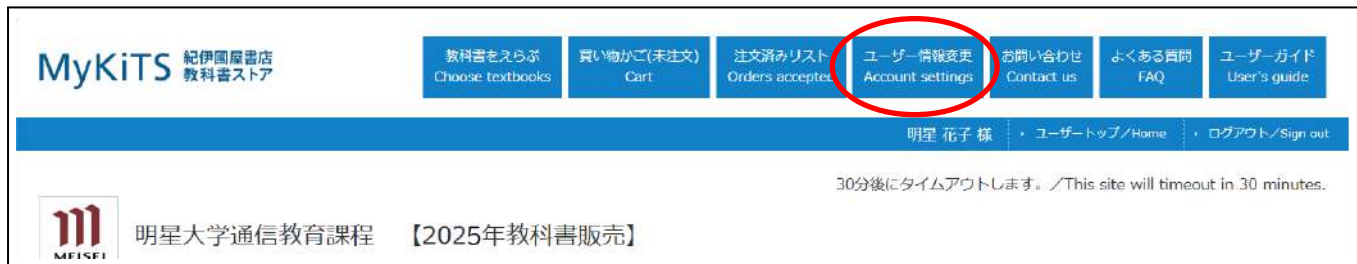 MyKiTS 紀伊國屋書店
教科書ストア
教科書をえらぶ
Choose textbooks
買い物かご(未注文)
Cart
注文済みリスト
Orders accepted
ユーザー情報変更
Account settings
お問い合わせ
Contact us
よくある質問
FAQ
ユーザーガイド
User's guide
明星 花子 様
ユーザートップ/Home
ログアウト/Sign out
30分後にタイムアウトします。/This site will timeout in 30 minutes.
明星大学通信教育課程 【2025年教科書販売】
MEISEI